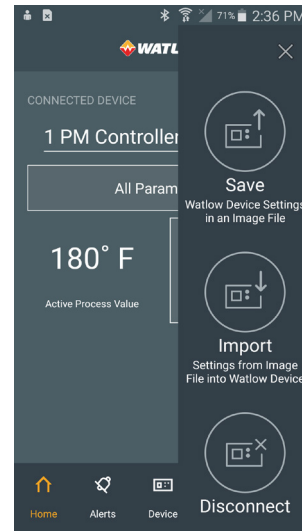 71% 2:36 PM
WATL
CONNECTED DEVICE
1 PM Controller
All Param
180° F
Active Process Value
Save
Watlow Device Settings
in an Image File
Import
Settings from Image
File into Watlow Device
Disconnect
Home Alerts Device